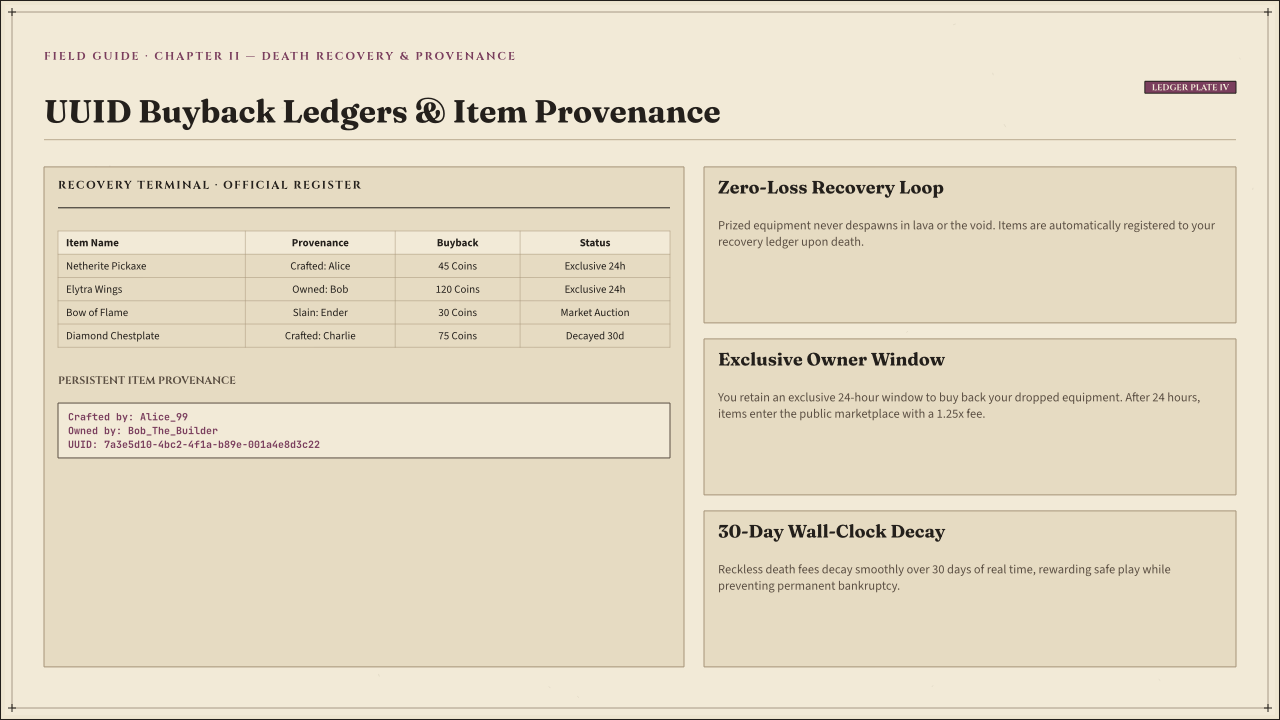 FIELD GUIDE · CHAPTER II — DEATH RECOVERY & PROVENANCE
UUID Buyback Ledgers & Item Provenance
LEDGER PLATE IV
RECOVERY TERMINAL · OFFICIAL REGISTER
Item Name Provenance Buyback Status
Netherite Pickaxe Crafted: Alice 45 Coins Exclusive 24h
Elytra Wings Owned: Bob 120 Coins Exclusive 24h
Bow of Flame Slain: Ender 30 Coins Market Auction
Diamond Chestplate Crafted: Charlie 75 Coins Decayed 30d
PERSISTENT ITEM PROVENANCE
Crafted by: Alice_99
Owned by: Bob_The_Builder
UUID: 7a3e5d10-4bc2-4f1a-b89e-001a4e8d3c22
Zero-Loss Recovery Loop
Prized equipment never despawns in lava or the void. Items are automatically registered to your
recovery ledger upon death.
Exclusive Owner Window
You retain an exclusive 24-hour window to buy back your dropped equipment. After 24 hours,
items enter the public marketplace with a 1.25x fee.
30-Day Wall-Clock Decay
Reckless death fees decay smoothly over 30 days of real time, rewarding safe play while
preventing permanent bankruptcy.